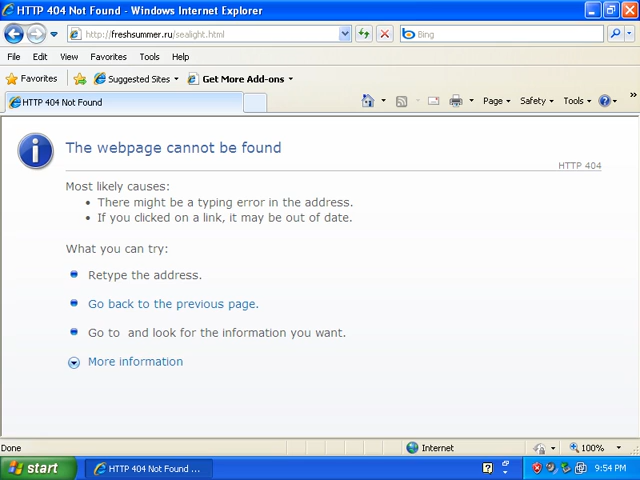 HTTP 404 Not Found - Windows Internet Explorer
http://freshsummer.ru/sealight.html
Bing
File Edit View Favorites Tools Help
Favorites Suggested Sites Get More Add-ons
HTTP 404 Not Found
Page Safety Tools
The webpage cannot be found
HTTP 404
Most likely causes:
• There might be a typing error in the address.
• If you clicked on a link, it may be out of date.
What you can try:
Retype the address.
Go back to the previous page.
Go to  and look for the information you want.
More information
Done Internet 100%
start HTTP 404 Not Found ... 9:54 PM